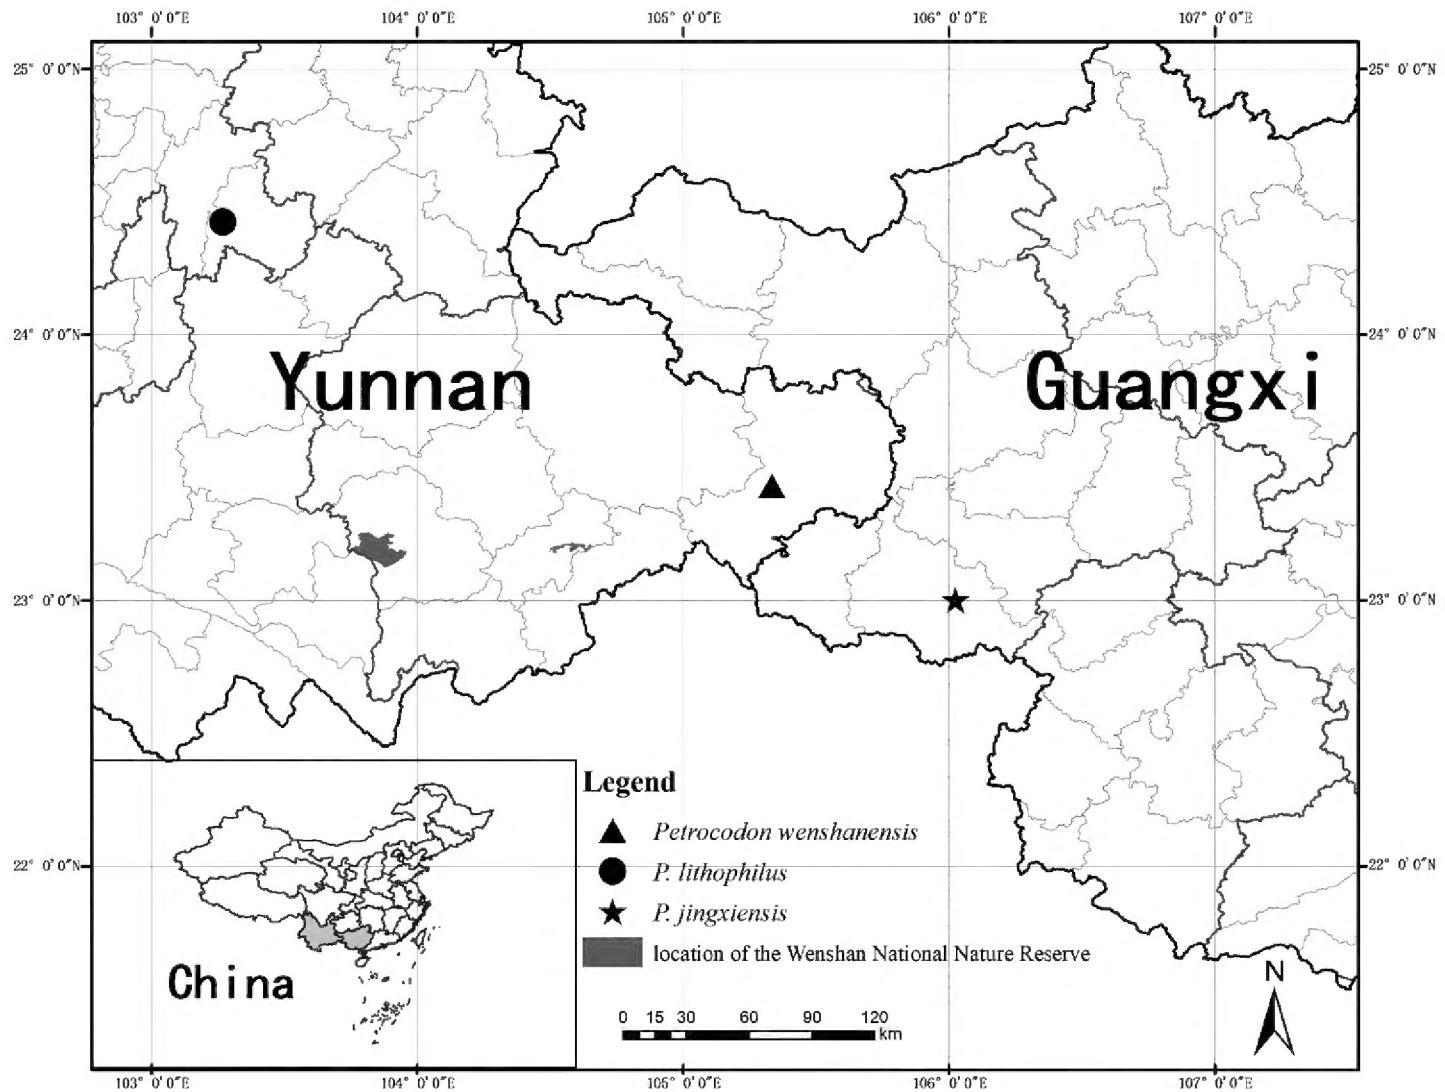 103° 0′0″E 104° 0′0″E 105° 0′0″E 106° 0′0″E 107° 0′0″E
25° 0′0″N 25° 0′0″N
24° 0′0″N 24° 0′0″N
Yunnan Guangxi
23° 0′0″N 23° 0′0″N
Legend
Petrocodon wenshanensis
22° 0′0″N P. lithophilus 22° 0′0″N
P. jingxiensis
location of the Wenshan National Nature Reserve
China
N
0 15 30 60 90 120
km
103° 0′0″E 104° 0′0″E 105° 0′0″E 106° 0′0″E 107° 0′0″E